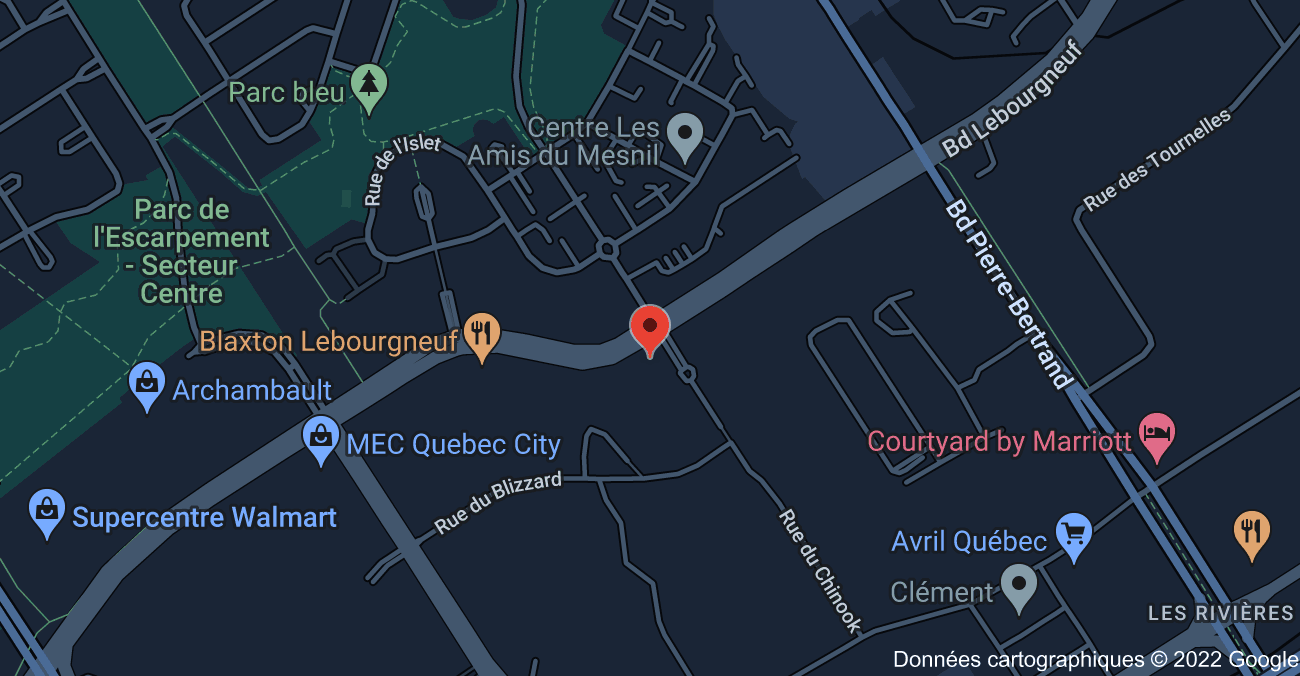 Parc bleu
Centre Les
Amis du Mesnil
Rue de l'Islet
Bd Lebourgneuf
Rue des Tournelles
Parc de
l'Escarpement
- Secteur
Centre
Bd Pierre-Bertrand
Blaxton Lebourgneuf
Archambault
MEC Quebec City
Courtyard by Marriott
Rue du Blizzard
Supercentre Walmart
Rue du Chinook
Avril Québec
Clément
LES RIVIÈRES
Données cartographiques © 2022 Google